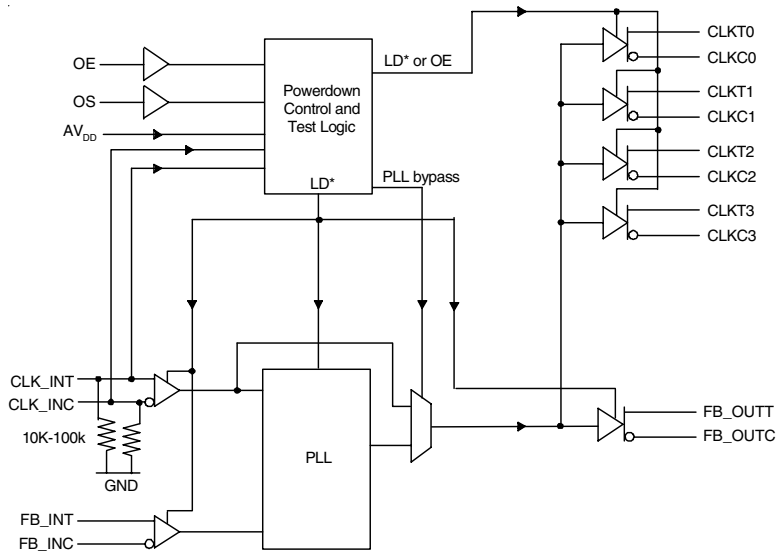 OE
OS
AVDD
Powerdown
Control and
Test Logic
LD* or OE
PLL bypass
LD*
CLKT0
CLKC0
CLKT1
CLKC1
CLKT2
CLKC2
CLKT3
CLKC3
CLK_INT
CLK_INC
10K-100k
GND
PLL
FB_OUTT
FB_OUTC
FB_INT
FB_INC